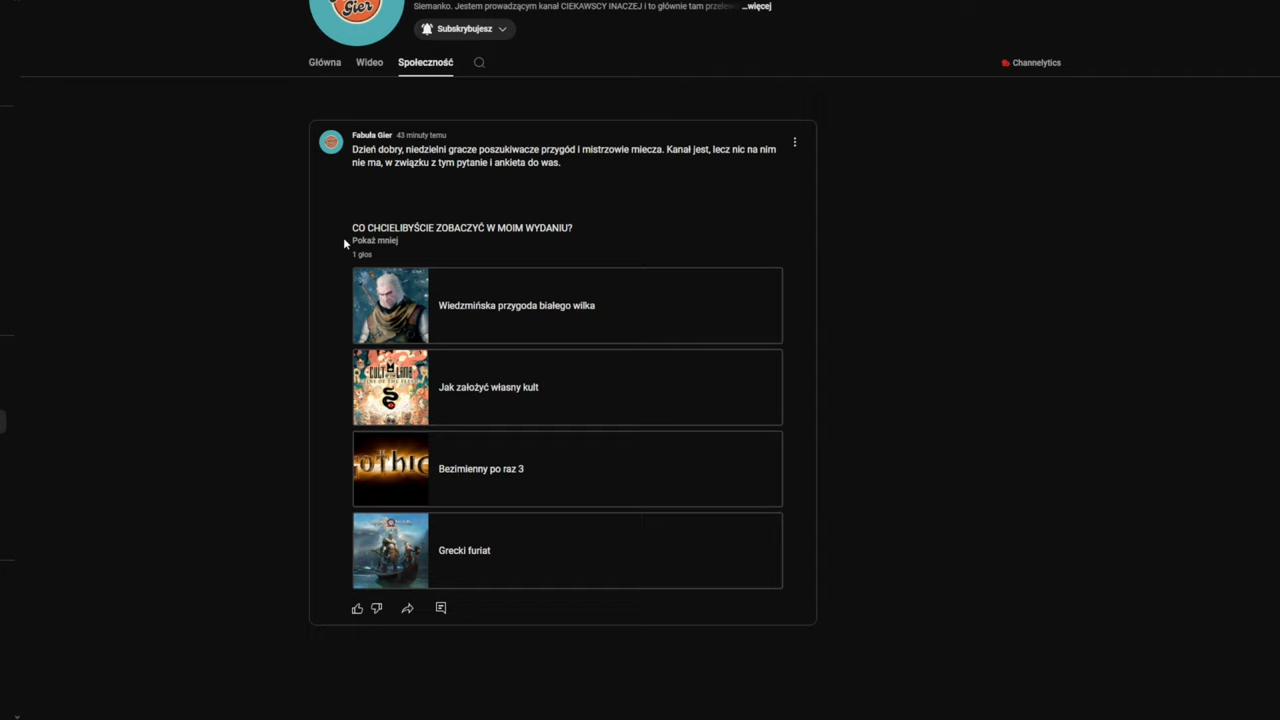 Gier
Siemanko. Jestem prowadzącym kanał CIEKAWSCY INACZEJ i to głównie tam przelew ...więcej
Subskrybujesz
Główna Wideo Społeczność
Channelytics
Fabuła Gier 43 minuty temu
Dzień dobry, niedzielni gracze poszukiwacze przygód i mistrzowie miecza. Kanał jest, lecz nic na nim
nie ma, w związku z tym pytanie i ankieta do was.
CO CHCIELIBYŚCIE ZOBACZYĆ W MOIM WYDANIU?
Pokaż mniej
1 głos
Wiedźmińska przygoda białego wilka
CULT OF THE LAMB
Jak założyć własny kult
GOTHIC
Bezimienny po raz 3
Grecki furiat